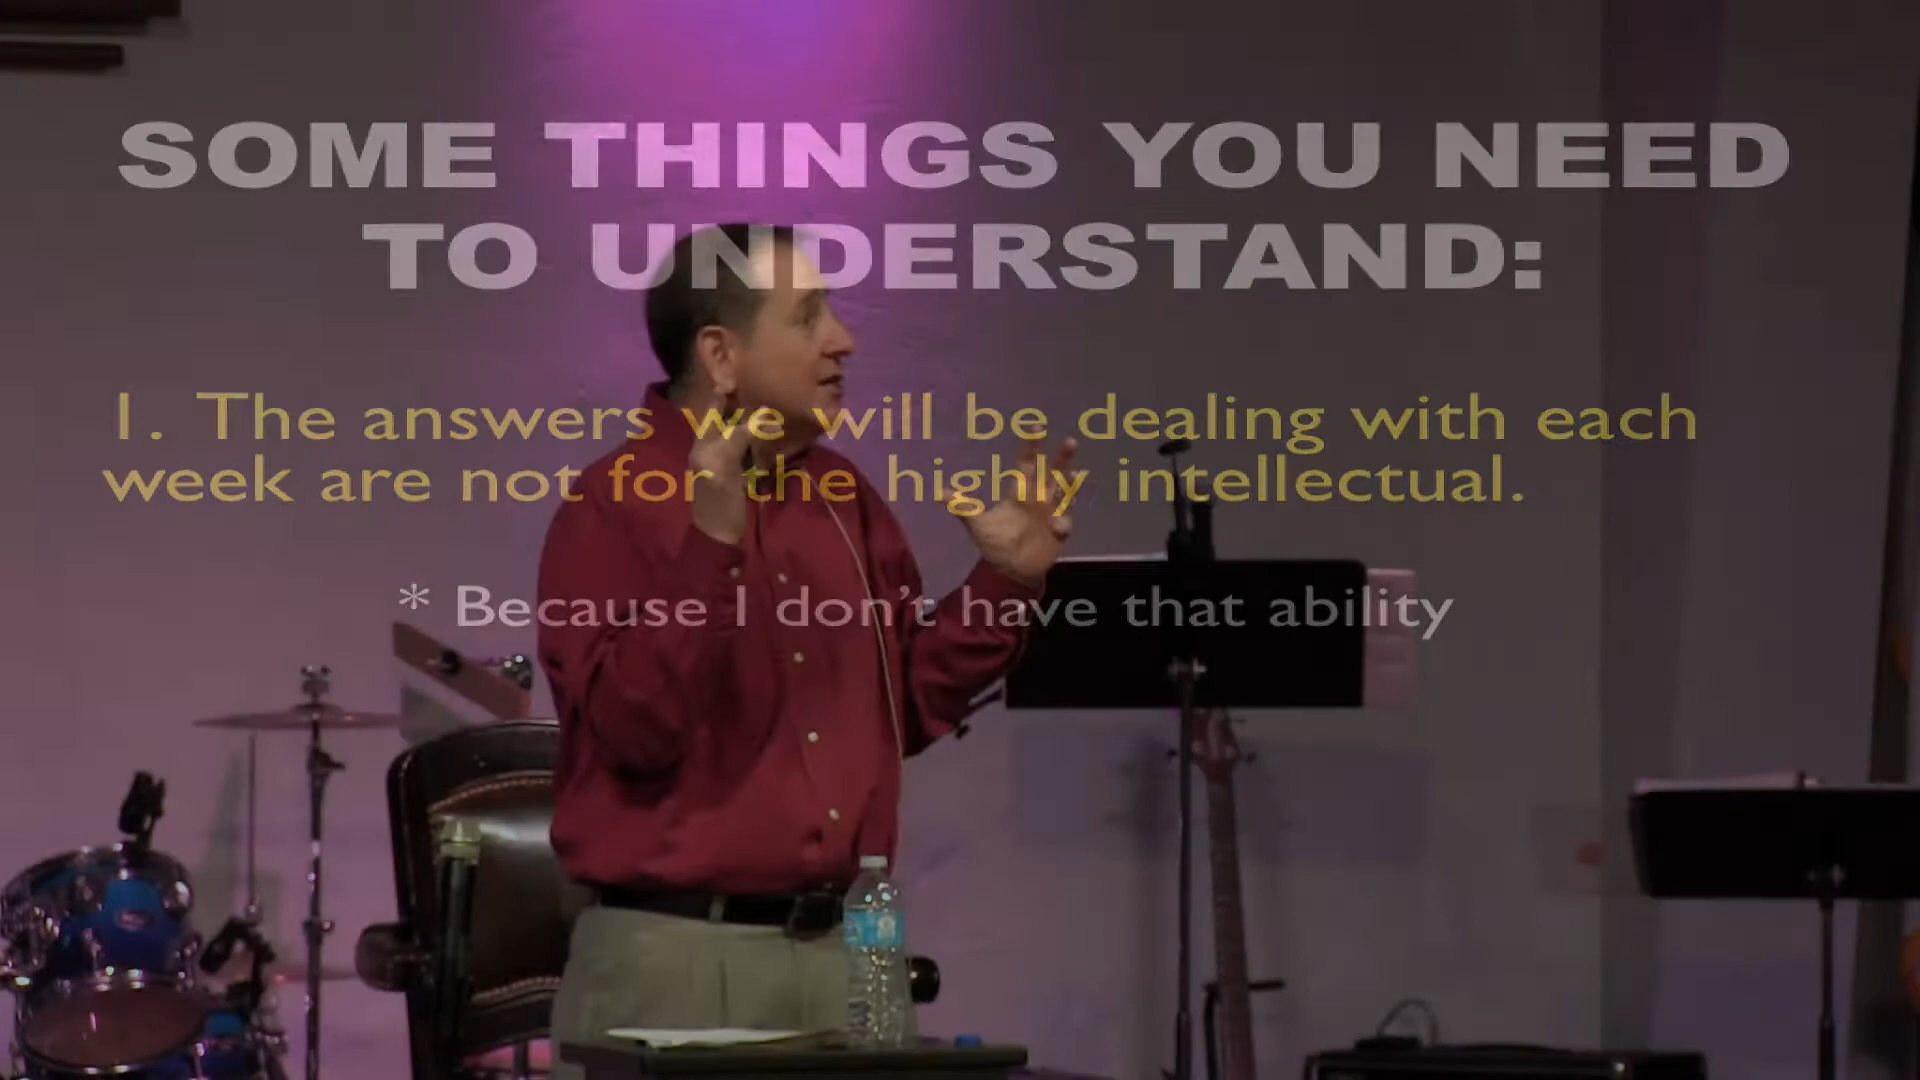 SOME THINGS YOU NEED
TO UNDERSTAND:
1. The answers we will be dealing with each
week are not for the highly intellectual.
* Because I don't have that ability